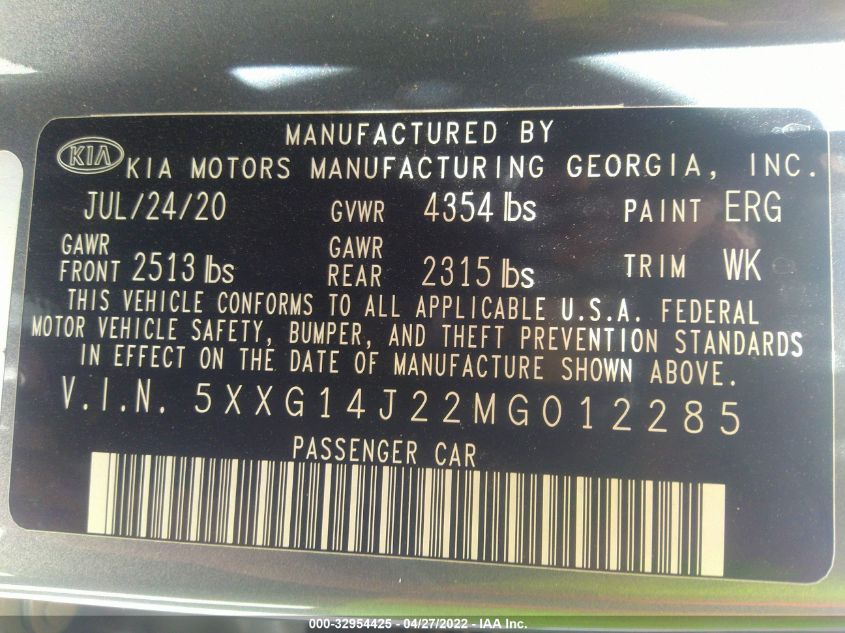 MANUFACTURED BY
KIA KIA MOTORS MANUFACTURING GEORGIA, INC.
JUL/24/20 GVWR 4354 lbs PAINT ERG
GAWR FRONT 2513 lbs GAWR REAR 2315 lbs TRIM WK
THIS VEHICLE CONFORMS TO ALL APPLICABLE U.S.A. FEDERAL
MOTOR VEHICLE SAFETY, BUMPER, AND THEFT PREVENTION STANDARDS
IN EFFECT ON THE DATE OF MANUFACTURE SHOWN ABOVE.
V.I.N. 5XXG14J22MG012285
PASSENGER CAR
000-32954425 - 04/27/2022 - IAA Inc.